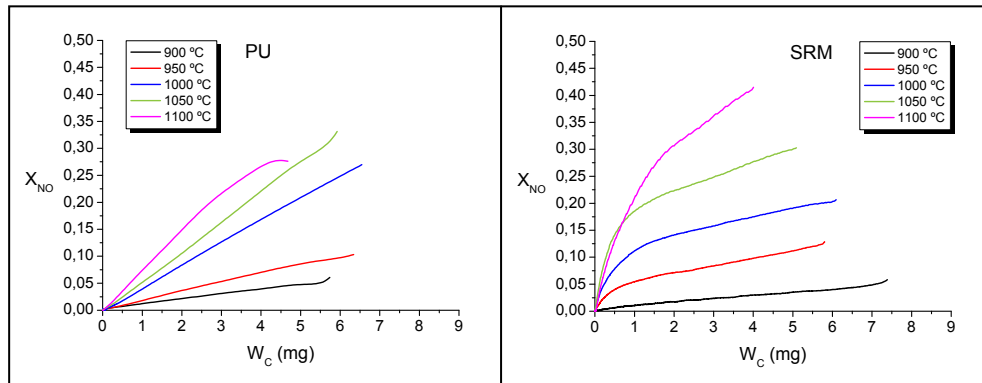 PU
0,50
0,45
0,40
0,35
0,30
0,25
0,20
0,15
0,10
0,05
0,00
X_NO
900 ºC
950 ºC
1000 ºC
1050 ºC
1100 ºC
0 1 2 3 4 5 6 7 8 9
W_C (mg)
SRM
0,50
0,45
0,40
0,35
0,30
0,25
0,20
0,15
0,10
0,05
0,00
X_NO
900 ºC
950 ºC
1000 ºC
1050 ºC
1100 ºC
0 1 2 3 4 5 6 7 8 9
W_C (mg)